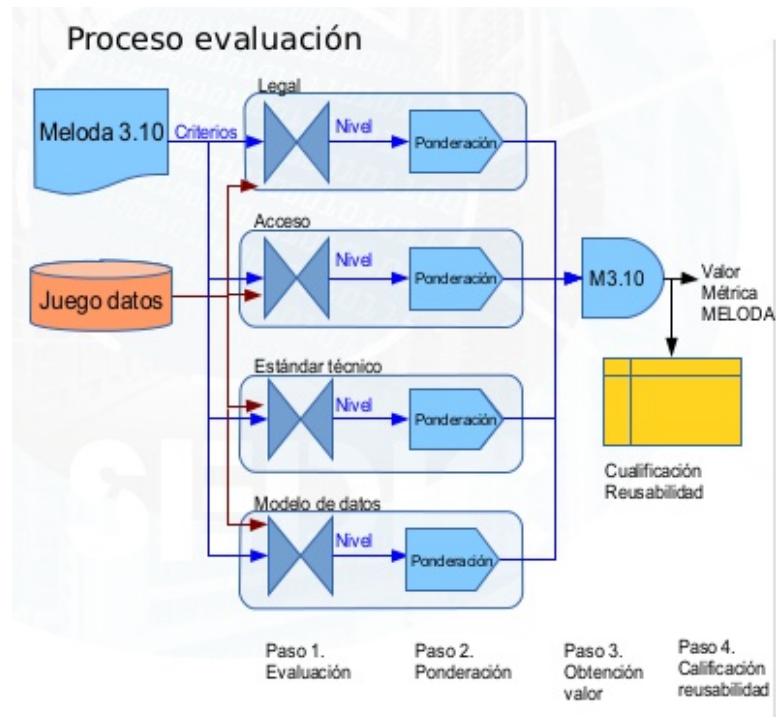 Proceso evaluación
Legal
Meloda 3.10
Criterios
Nivel
Ponderación
Acceso
Nivel
Ponderación
Juego datos
M3.10
Valor
Métrica
MELODA
Estándar técnico
Nivel
Ponderación
Cualificación
Reusabilidad
Modelo de datos
Nivel
Ponderación
Paso 1.
Evaluación
Paso 2.
Ponderación
Paso 3.
Obtención
valor
Paso 4.
Calificación
reusabilidad